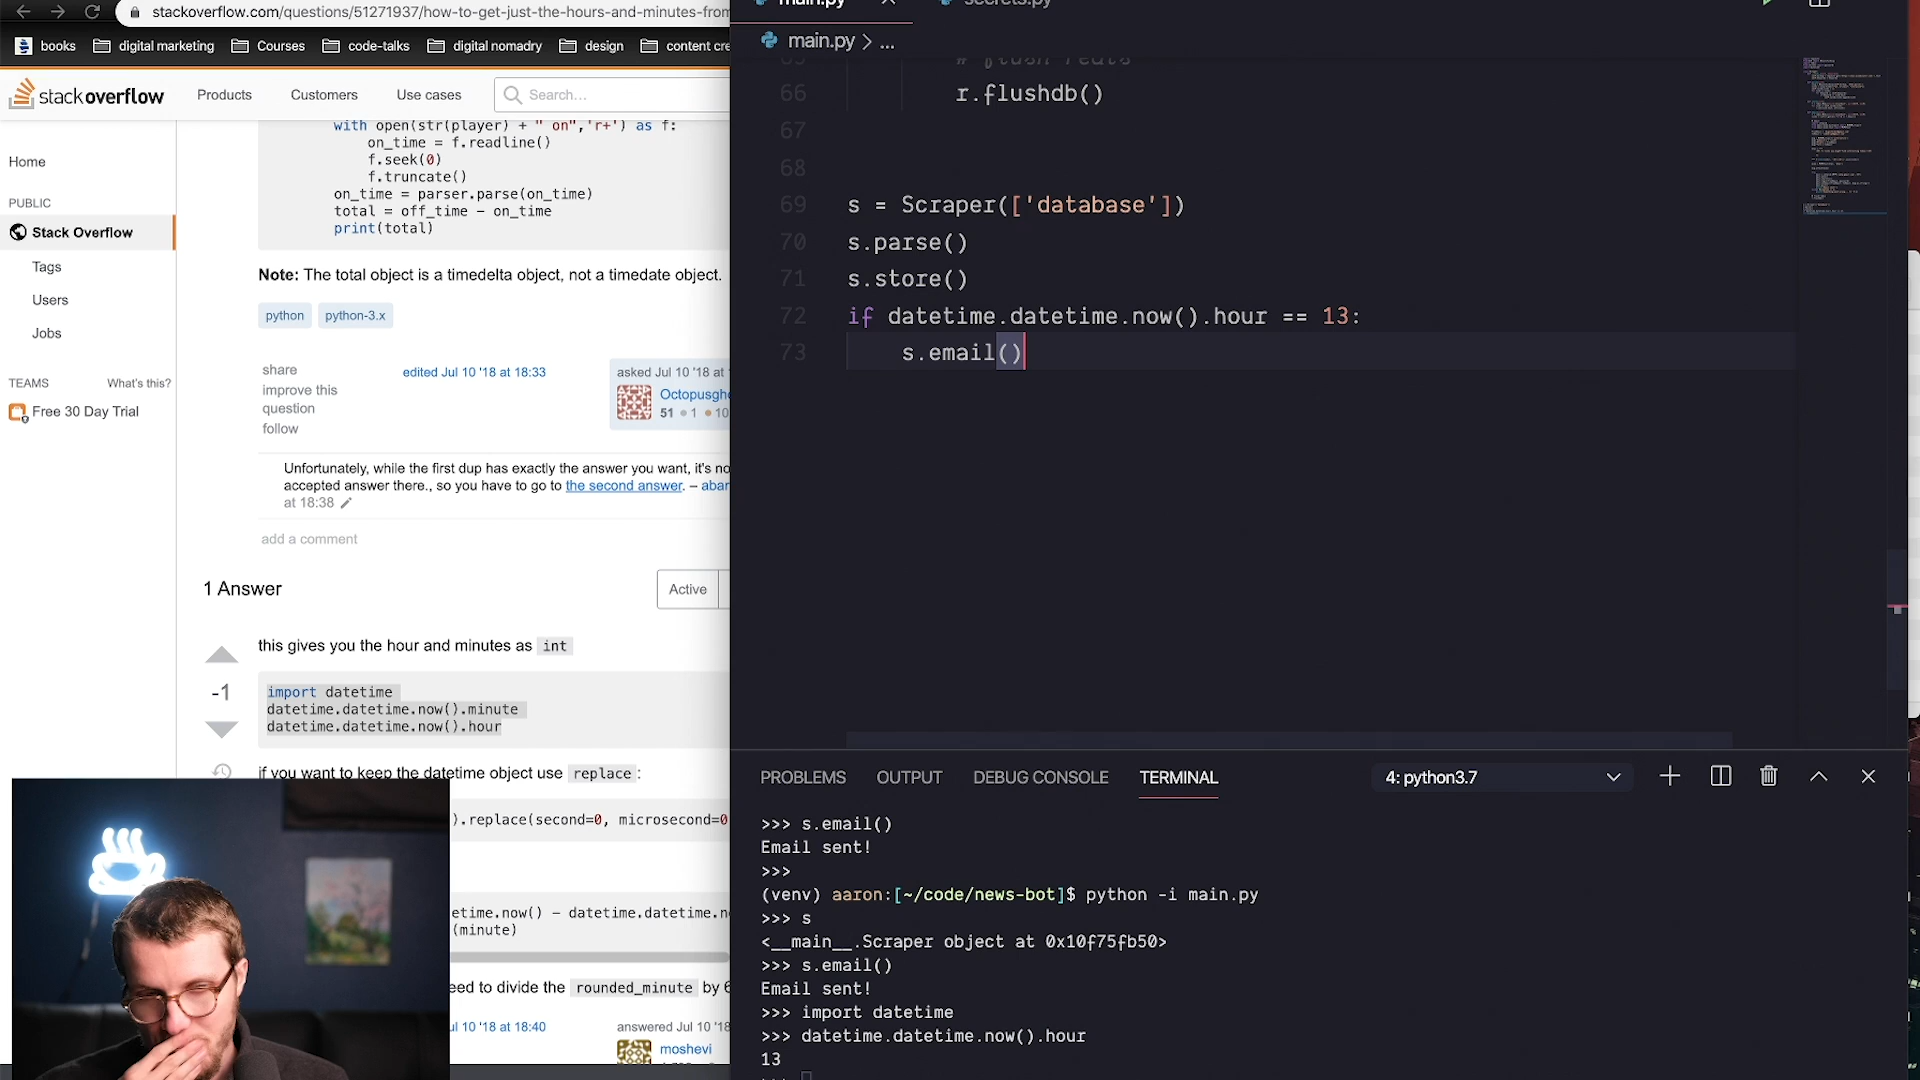 stackoverflow.com/questions/51271937/how-to-get-just-the-hours-and-minutes-from
books digital marketing Courses code-talks digital nomadry design content cre
stackoverflow Products Customers Use cases Search...
Home
PUBLIC
Stack Overflow
Tags
Users
Jobs
TEAMS What's this?
Free 30 Day Trial
with open(str(player) + " on",'r+') as f:
on_time = f.readline()
f.seek(0)
f.truncate()
on_time = parser.parse(on_time)
total = off_time - on_time
print(total)
Note: The total object is a timedelta object, not a timedate object.
python python-3.x
share
improve this
question
follow
edited Jul 10 '18 at 18:33
asked Jul 10 '18 at
Octopusgh
51 1 10
Unfortunately, while the first dup has exactly the answer you want, it's no
accepted answer there., so you have to go to the second answer. – abar
at 18:38
add a comment
1 Answer
Active
-1
this gives you the hour and minutes as int
import datetime
datetime.datetime.now().minute
datetime.datetime.now().hour
if you want to keep the datetime object use replace:
).replace(second=0, microsecond=0
etime.now() - datetime.datetime.n
(minute)
eed to divide the rounded_minute by 6
ul 10 '18 at 18:40
answered Jul 10 '18
moshevi
main.py secrets.py
main.py > ...
65 # flush redis
66 r.flushdb()
67
68
69 s = Scraper(['database'])
70 s.parse()
71 s.store()
72 if datetime.datetime.now().hour == 13:
73 s.email()
PROBLEMS OUTPUT DEBUG CONSOLE TERMINAL 4: python3.7
>>> s.email()
Email sent!
>>>
(venv) aaron:[~/code/news-bot]$ python -i main.py
>>> s
<__main__.Scraper object at 0x10f75fb50>
>>> s.email()
Email sent!
>>> import datetime
>>> datetime.datetime.now().hour
13
>>>